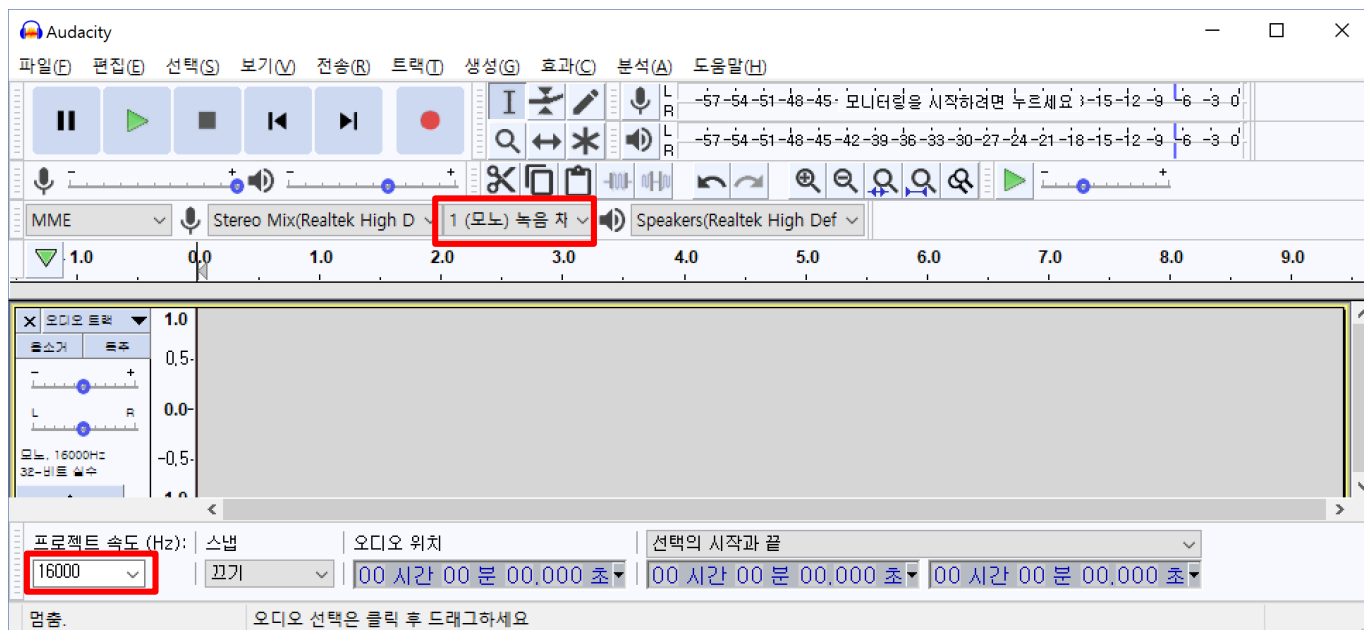 Audacity
파일(F) 편집(E) 선택(S) 보기(V) 전송(R) 트랙(T) 생성(G) 효과(C) 분석(A) 도움말(H)
L R -57 -54 -51 -48 -45 모니터링을 시작하려면 누르세요 -15 -12 -9 -6 -3 0
L R -57 -54 -51 -48 -45 -42 -39 -36 -33 -30 -27 -24 -21 -18 -15 -12 -9 -6 -3 0
MME Stereo Mix(Realtek High D 1 (모노) 녹음 차 Speakers(Realtek High Def
1.0 0.0 1.0 2.0 3.0 4.0 5.0 6.0 7.0 8.0 9.0
X 오디오 트랙 1.0
음소거 독주
0.5-
- +
L R 0.0-
모노, 16000Hz -0.5-
32-비트 실수
프로젝트 속도 (Hz): 스냅 오디오 위치 선택의 시작과 끝
16000 끄기 00 시간 00 분 00.000 초 00 시간 00 분 00.000 초 00 시간 00 분 00.000 초
멈춤. 오디오 선택은 클릭 후 드래그하세요